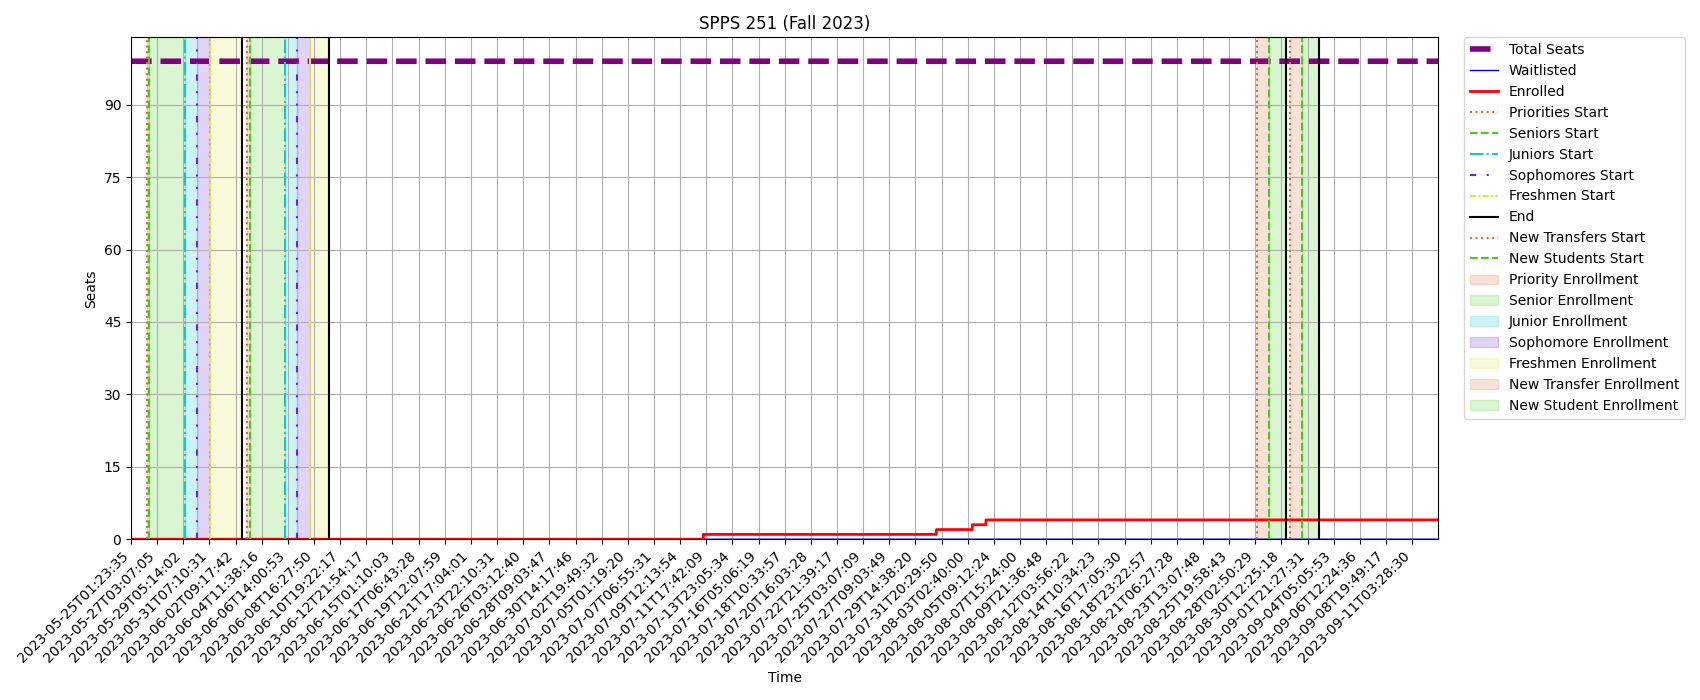 SPPS 251 (Fall 2023)
Seats
90
75
60
45
30
15
0
2023-05-25T01:23:35
2023-05-27T03:07:05
2023-05-29T05:14:02
2023-05-31T07:10:31
2023-06-02T09:17:42
2023-06-04T11:38:16
2023-06-06T14:00:53
2023-06-08T16:27:50
2023-06-10T19:22:17
2023-06-12T21:54:17
2023-06-15T01:10:03
2023-06-17T06:43:28
2023-06-19T12:07:59
2023-06-21T17:04:01
2023-06-23T22:10:31
2023-06-26T03:12:40
2023-06-28T09:03:47
2023-06-30T14:17:46
2023-07-02T19:49:32
2023-07-05T01:19:20
2023-07-07T06:55:31
2023-07-09T12:13:54
2023-07-11T17:42:09
2023-07-13T23:05:34
2023-07-16T05:06:19
2023-07-18T10:33:57
2023-07-20T16:03:28
2023-07-22T21:39:17
2023-07-25T03:07:09
2023-07-27T09:03:49
2023-07-29T14:38:20
2023-07-31T20:29:50
2023-08-03T02:40:00
2023-08-05T09:12:24
2023-08-07T15:24:00
2023-08-09T21:36:48
2023-08-12T03:56:22
2023-08-14T10:34:23
2023-08-16T17:05:30
2023-08-18T23:22:57
2023-08-21T06:27:28
2023-08-23T13:07:48
2023-08-25T19:58:43
2023-08-28T02:50:29
2023-08-30T12:25:18
2023-09-01T21:27:31
2023-09-04T05:05:53
2023-09-06T12:24:36
2023-09-08T19:49:17
2023-09-11T03:28:30
Time
Total Seats
Waitlisted
Enrolled
Priorities Start
Seniors Start
Juniors Start
Sophomores Start
Freshmen Start
End
New Transfers Start
New Students Start
Priority Enrollment
Senior Enrollment
Junior Enrollment
Sophomore Enrollment
Freshmen Enrollment
New Transfer Enrollment
New Student Enrollment